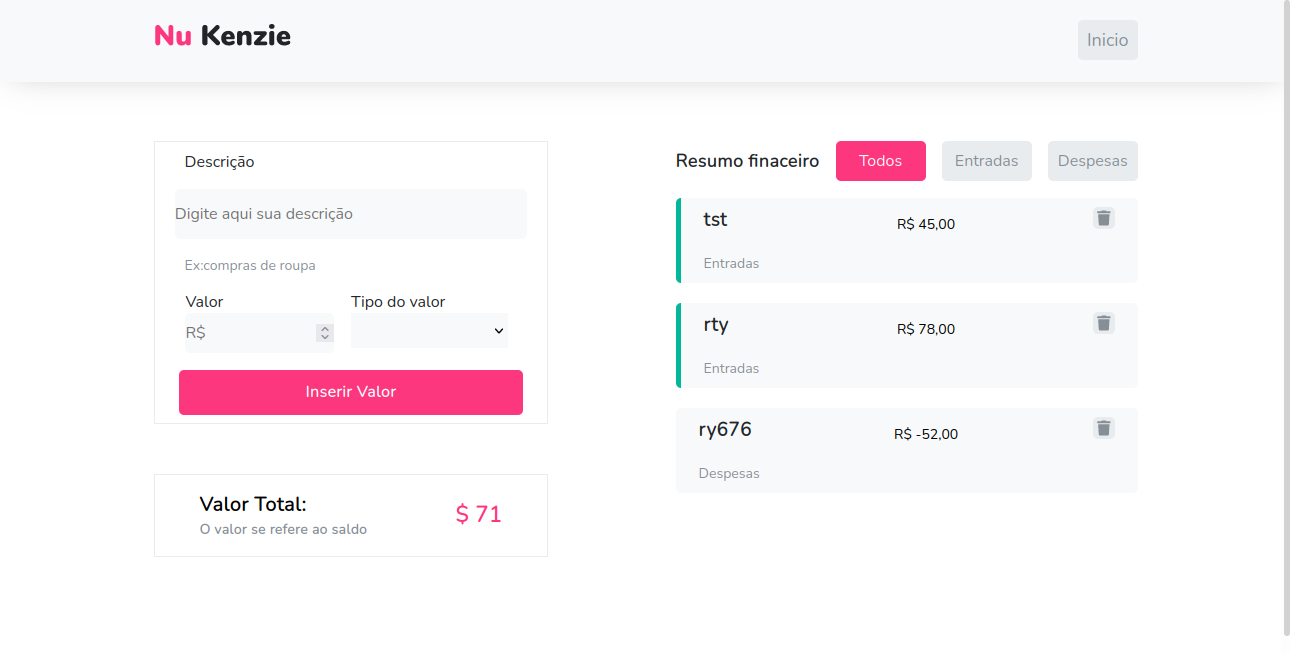 Nu Kenzie
Inicio
Descrição
Digite aqui sua descrição
Ex:compras de roupa
Valor
Tipo do valor
R$
Inserir Valor
Valor Total:
O valor se refere ao saldo
$ 71
Resumo finaceiro
Todos
Entradas
Despesas
tst
R$ 45,00
Entradas
rty
R$ 78,00
Entradas
ry676
R$ -52,00
Despesas